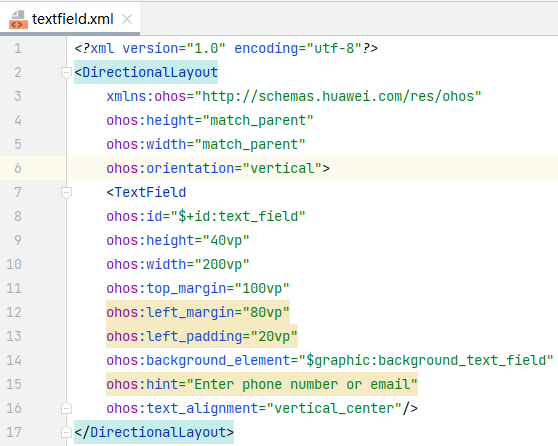 textfield.xml
1 <?xml version="1.0" encoding="utf-8"?>
2 <DirectionalLayout
3 xmlns:ohos="http://schemas.huawei.com/res/ohos"
4 ohos:height="match_parent"
5 ohos:width="match_parent"
6 ohos:orientation="vertical">
7 <TextField
8 ohos:id="$+id:text_field"
9 ohos:height="40vp"
10 ohos:width="200vp"
11 ohos:top_margin="100vp"
12 ohos:left_margin="80vp"
13 ohos:left_padding="20vp"
14 ohos:background_element="$graphic:background_text_field"
15 ohos:hint="Enter phone number or email"
16 ohos:text_alignment="vertical_center"/>
17 </DirectionalLayout>